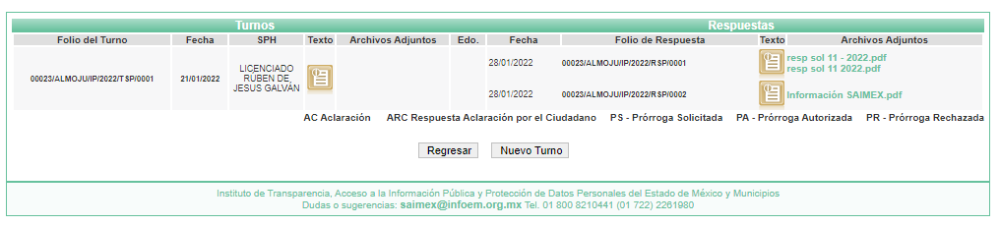 Turnos Respuestas
Folio del Turno Fecha SPH Texto Archivos Adjuntos Edo. Fecha Folio de Respuesta Texto Archivos Adjuntos
00023/ALMOJU/IP/2022/TSP/0001 21/01/2022 LICENCIADO
RUBEN DE
JESUS GALVÁN
28/01/2022 00023/ALMOJU/IP/2022/RSP/0001 resp sol 11 - 2022.pdf
resp sol 11 2022.pdf
28/01/2022 00023/ALMOJU/IP/2022/RSP/0002 Información SAIMEX.pdf
AC Aclaración ARC Respuesta Aclaración por el Ciudadano PS - Prórroga Solicitada PA - Prórroga Autorizada PR - Prórroga Rechazada
Regresar Nuevo Turno
Instituto de Transparencia, Acceso a la Información Pública y Protección de Datos Personales del Estado de México y Municipios
Dudas o sugerencias: saimex@infoem.org.mx Tel. 01 800 8210441 (01 722) 2261980